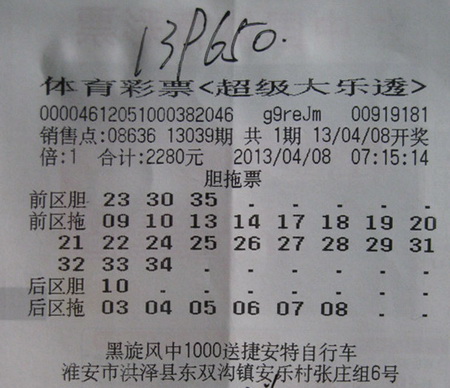 139650.
体育彩票<超级大乐透>
00004612051000382046 g9reJm 00919181
销售点:08636 13039期 共 1期 13/04/08开奖
倍:1 合计:2280元 2013/04/08 07:15:14
胆拖票
前区胆 23 30 35 - - - - - -
前区拖 09 10 13 14 17 18 19 20
21 22 24 25 26 27 28 29 31
32 33 34 - - - - - -
后区胆 10 - - - - - - -
后区拖 03 04 05 06 07 08 - -
黑旋风中1000送捷安特自行车
淮安市洪泽县东双沟镇安乐村张庄组6号